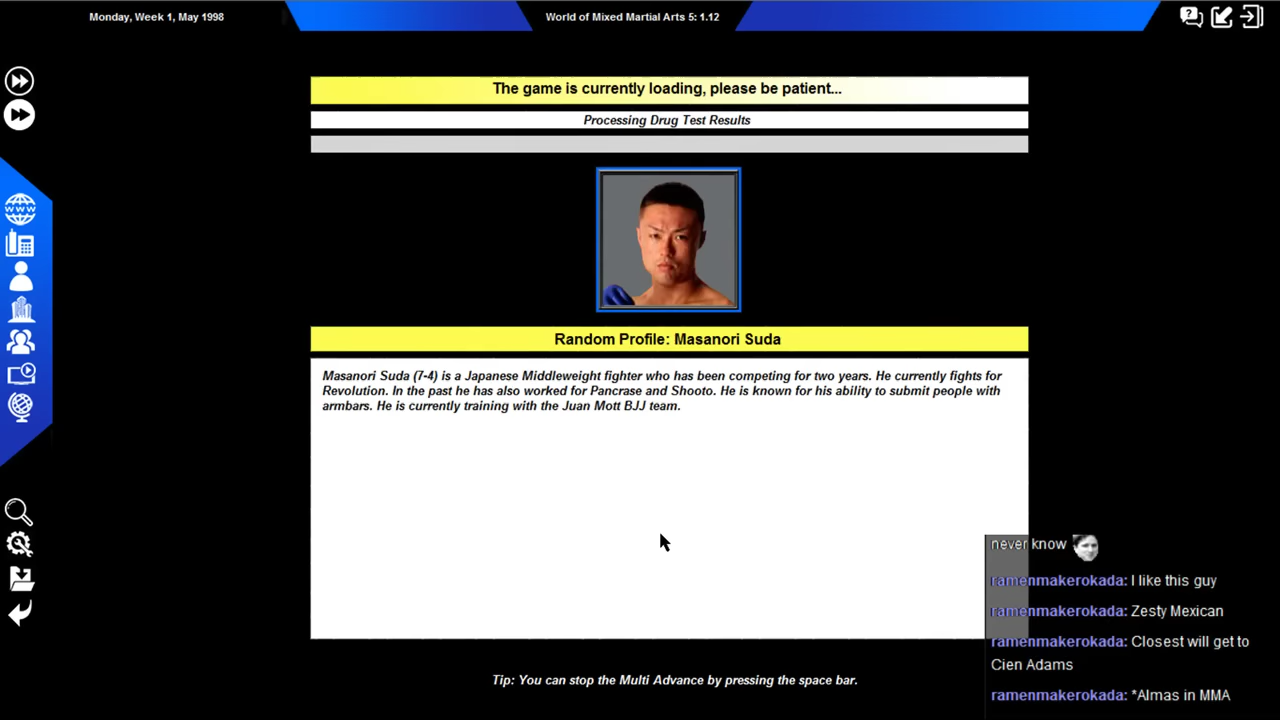 Monday, Week 1, May 1998
World of Mixed Martial Arts 5: 1.12
The game is currently loading, please be patient...
Processing Drug Test Results
WWW
Random Profile: Masanori Suda
Masanori Suda (7-4) is a Japanese Middleweight fighter who has been competing for two years. He currently fights for
Revolution. In the past he has also worked for Pancrase and Shooto. He is known for his ability to submit people with
armbars. He is currently training with the Juan Mott BJJ team.
never know
ramenmakerokada: I like this guy
ramenmakerokada: Zesty Mexican
ramenmakerokada: Closest will get to
Cien Adams
ramenmakerokada: *Almas in MMA
Tip: You can stop the Multi Advance by pressing the space bar.